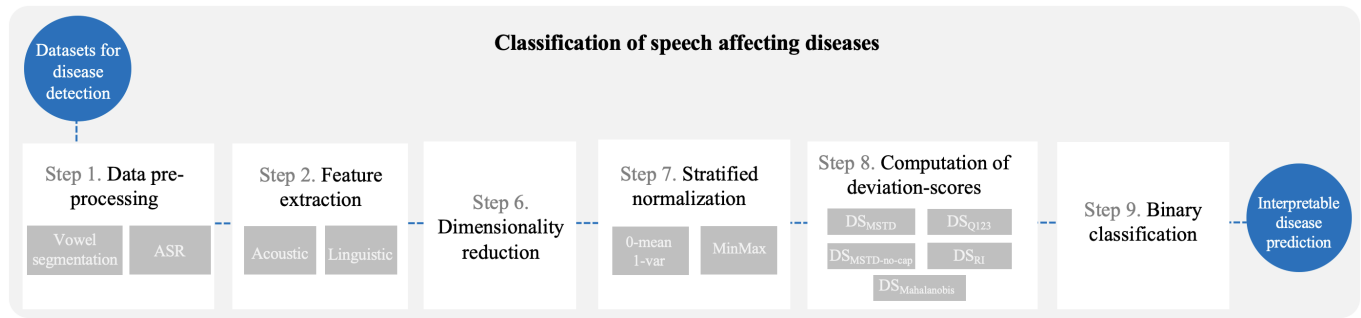 Classification of speech affecting diseases
Datasets for
disease
detection
Step 1. Data pre-
processing
Vowel
segmentation
ASR
Step 2. Feature
extraction
Acoustic
Linguistic
Step 6.
Dimensionality
reduction
Step 7. Stratified
normalization
0-mean
1-var
MinMax
Step 8. Computation of
deviation-scores
DSMSTD
DSQ123
DSMSTD-no-cap
DSRI
DSMahalanobis
Step 9. Binary
classification
Interpretable
disease
prediction